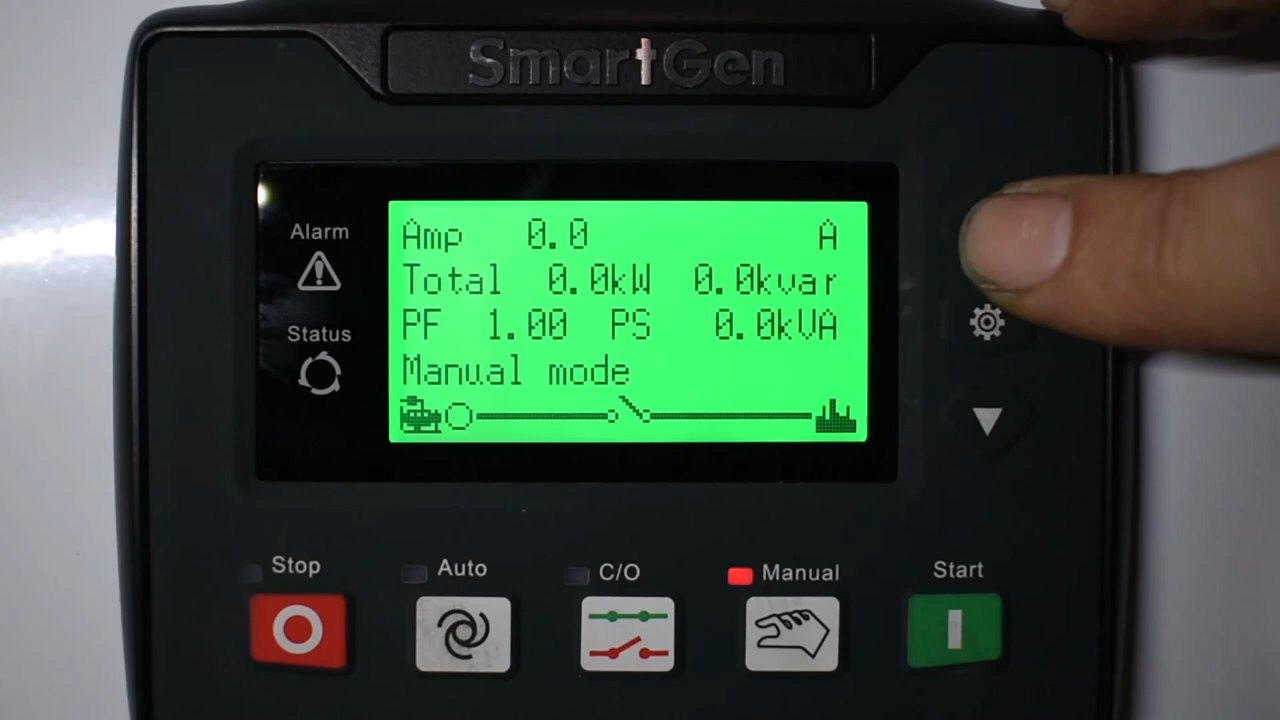 SmartGen
Alarm
Status
Amp 0.0 A
Total 0.0kW 0.0kvar
PF 1.00 PS 0.0kVA
Manual mode
Stop
Auto
C/O
Manual
Start